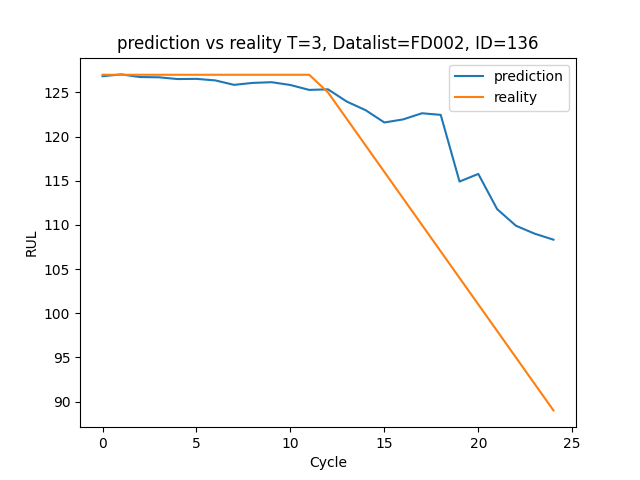 prediction vs reality T=3, Datalist=FD002, ID=136
prediction
reality
125
120
115
110
105
100
95
90
RUL
0 5 10 15 20 25
Cycle